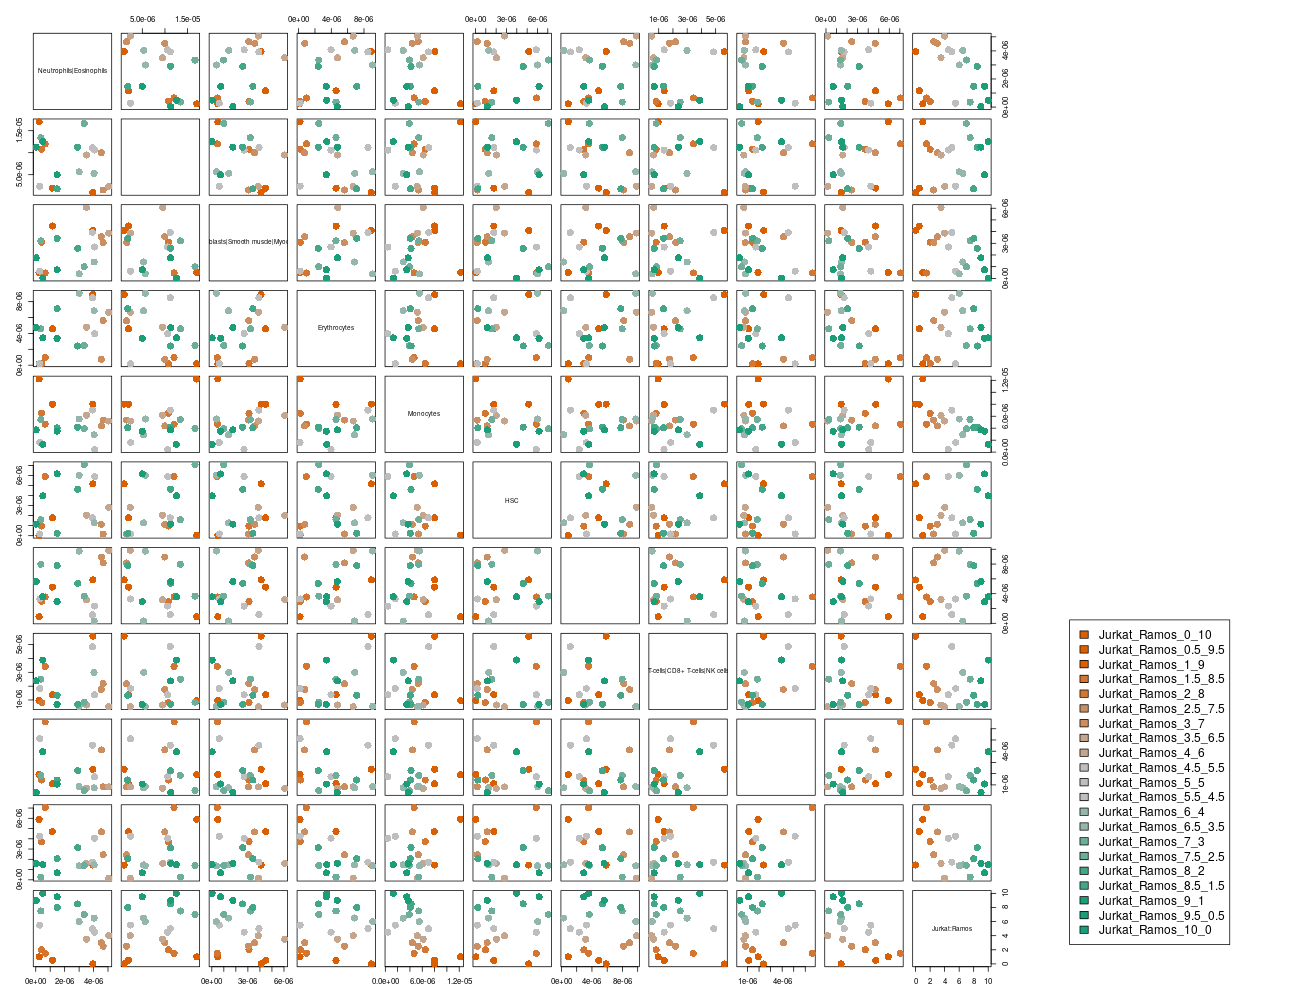 5.0e-06 1.5e-05 0e+00 3e-06 6e-06 1e-06 3e-06 5e-06 0e+00 3e-06 6e-06
0e+00 4e-06 8e-06
Neutrophils|Eosinophils
0e+00 2e-06 4e-06
5.0e-06 1.5e-05
blasts|Smooth muscle|Myo
0e+00 3e-06 6e-06
Erythrocytes
0e+00 4e-06 8e-06
Monocytes
0.0e+00 6.0e-06 1.2e-05
HSC
0e+00 3e-06 6e-06
0e+00 4e-06 8e-06
T-cells|CD8+ T-cells|NK cells
1e-06 3e-06 5e-06
1e-06 4e-06
0e+00 3e-06 6e-06
Jurkat:Ramos
0 2 4 6 8 10
0e+00 2e-06 4e-06 0e+00 3e-06 6e-06 0.0e+00 6.0e-06 1.2e-05 0e+00 4e-06 8e-06 1e-06 4e-06 0 2 4 6 8 10
Jurkat_Ramos_0_10
Jurkat_Ramos_0.5_9.5
Jurkat_Ramos_1_9
Jurkat_Ramos_1.5_8.5
Jurkat_Ramos_2_8
Jurkat_Ramos_2.5_7.5
Jurkat_Ramos_3_7
Jurkat_Ramos_3.5_6.5
Jurkat_Ramos_4_6
Jurkat_Ramos_4.5_5.5
Jurkat_Ramos_5_5
Jurkat_Ramos_5.5_4.5
Jurkat_Ramos_6_4
Jurkat_Ramos_6.5_3.5
Jurkat_Ramos_7_3
Jurkat_Ramos_7.5_2.5
Jurkat_Ramos_8_2
Jurkat_Ramos_8.5_1.5
Jurkat_Ramos_9_1
Jurkat_Ramos_9.5_0.5
Jurkat_Ramos_10_0